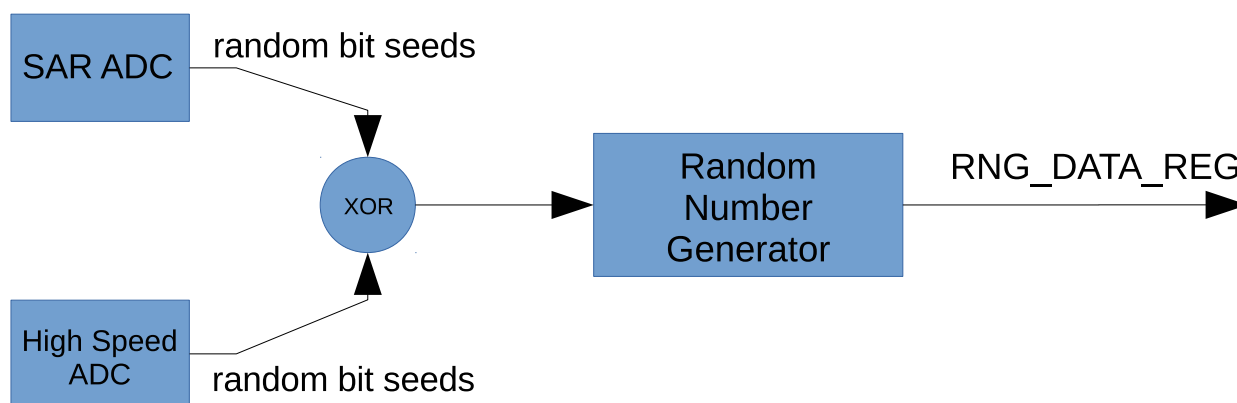 SAR ADC
random bit seeds
XOR
Random
Number
Generator
RNG_DATA_REG
High Speed
ADC
random bit seeds